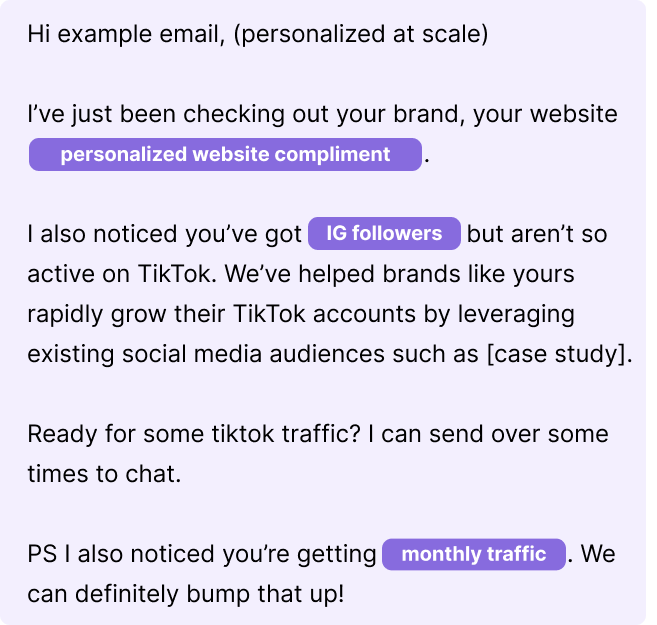 Hi example email, (personalized at scale)
I’ve just been checking out your brand, your website
personalized website compliment.
I also noticed you’ve got IG followers but aren’t so
active on TikTok. We’ve helped brands like yours
rapidly grow their TikTok accounts by leveraging
existing social media audiences such as [case study].
Ready for some tiktok traffic? I can send over some
times to chat.
PS I also noticed you’re getting monthly traffic. We
can definitely bump that up!